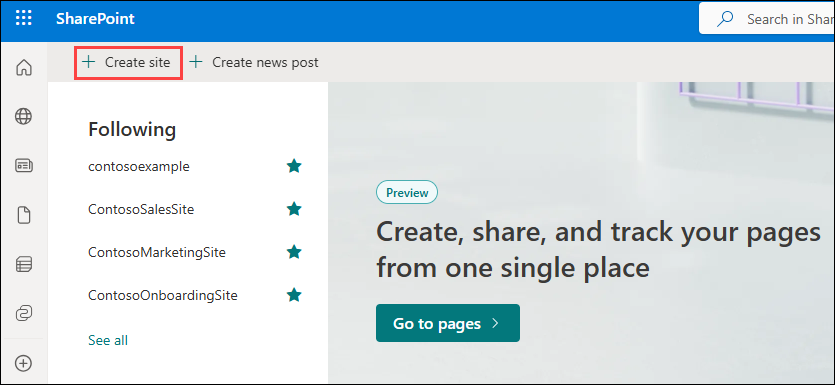 SharePoint
Search in Shar
Create site
Create news post
Following
contosoexample
ContosoSalesSite
ContosoMarketingSite
ContosoOnboardingSite
See all
Preview
Create, share, and track your pages
from one single place
Go to pages